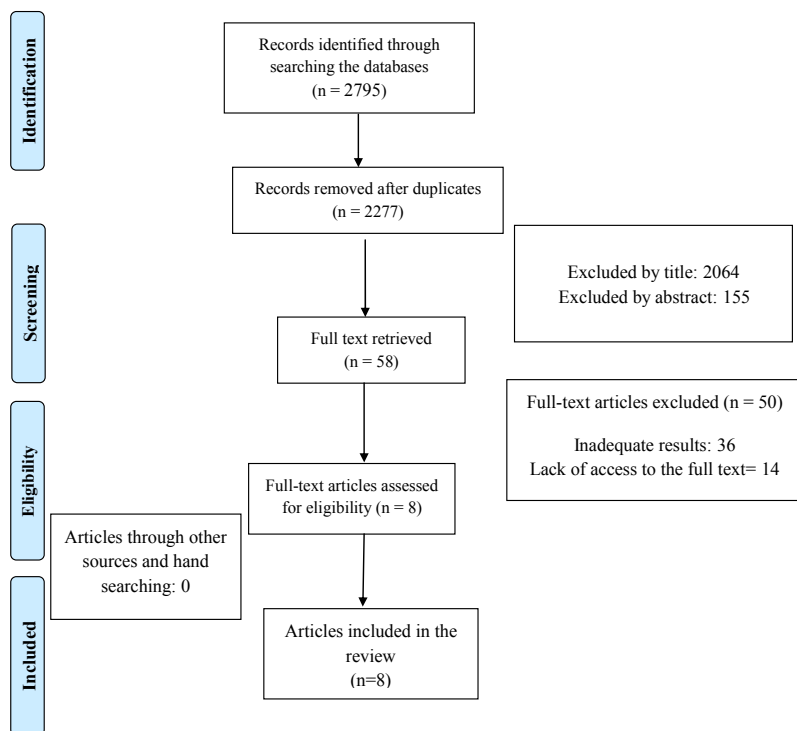 Identification
Records identified through
searching the databases
(n = 2795)
Records removed after duplicates
(n = 2277)
Screening
Excluded by title: 2064
Excluded by abstract: 155
Full text retrieved
(n = 58)
Full-text articles excluded (n = 50)
Inadequate results: 36
Lack of access to the full text= 14
Eligibility
Full-text articles assessed
for eligibility (n = 8)
Articles through other
sources and hand
searching: 0
Included
Articles included in the
review
(n=8)